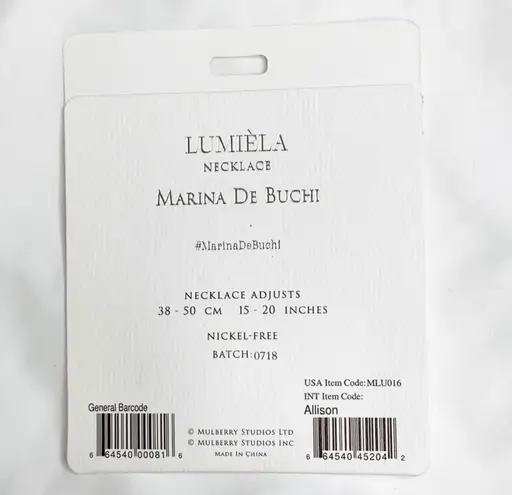 LUMIÈLA
NECKLACE
MARINA DE BUCHI
#MarinaDeBuchi
NECKLACE ADJUSTS
38 - 50 CM 15 - 20 INCHES
NICKEL-FREE
BATCH: 0718
USA Item Code: MLU016
INT Item Code:
Allison
General Barcode
© MULBERRY STUDIOS LTD
© MULBERRY STUDIOS INC
MADE IN CHINA
6 64540 00081 6
6 64540 45204 2